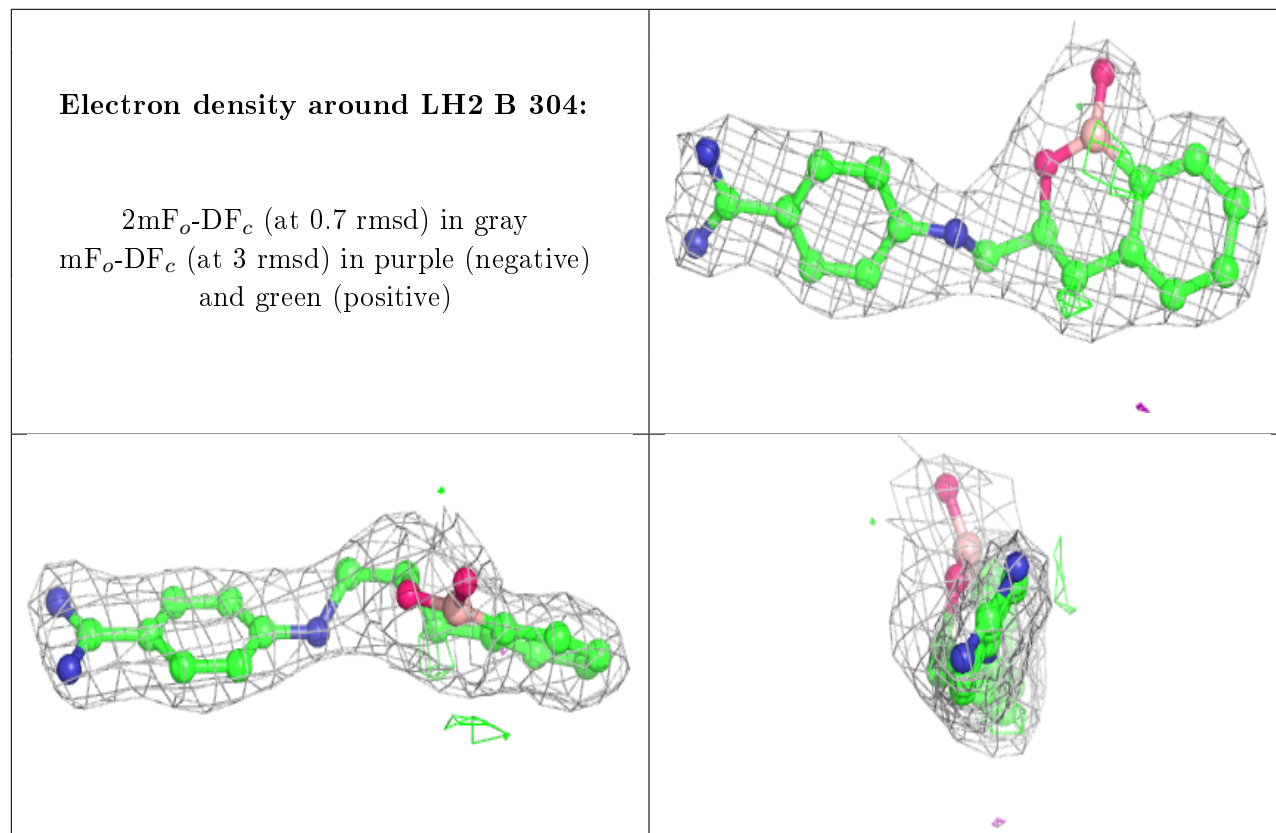 Electron density around LH2 B 304:
2mFₒ-DF𝒸 (at 0.7 rmsd) in gray
mFₒ-DF𝒸 (at 3 rmsd) in purple (negative)
and green (positive)